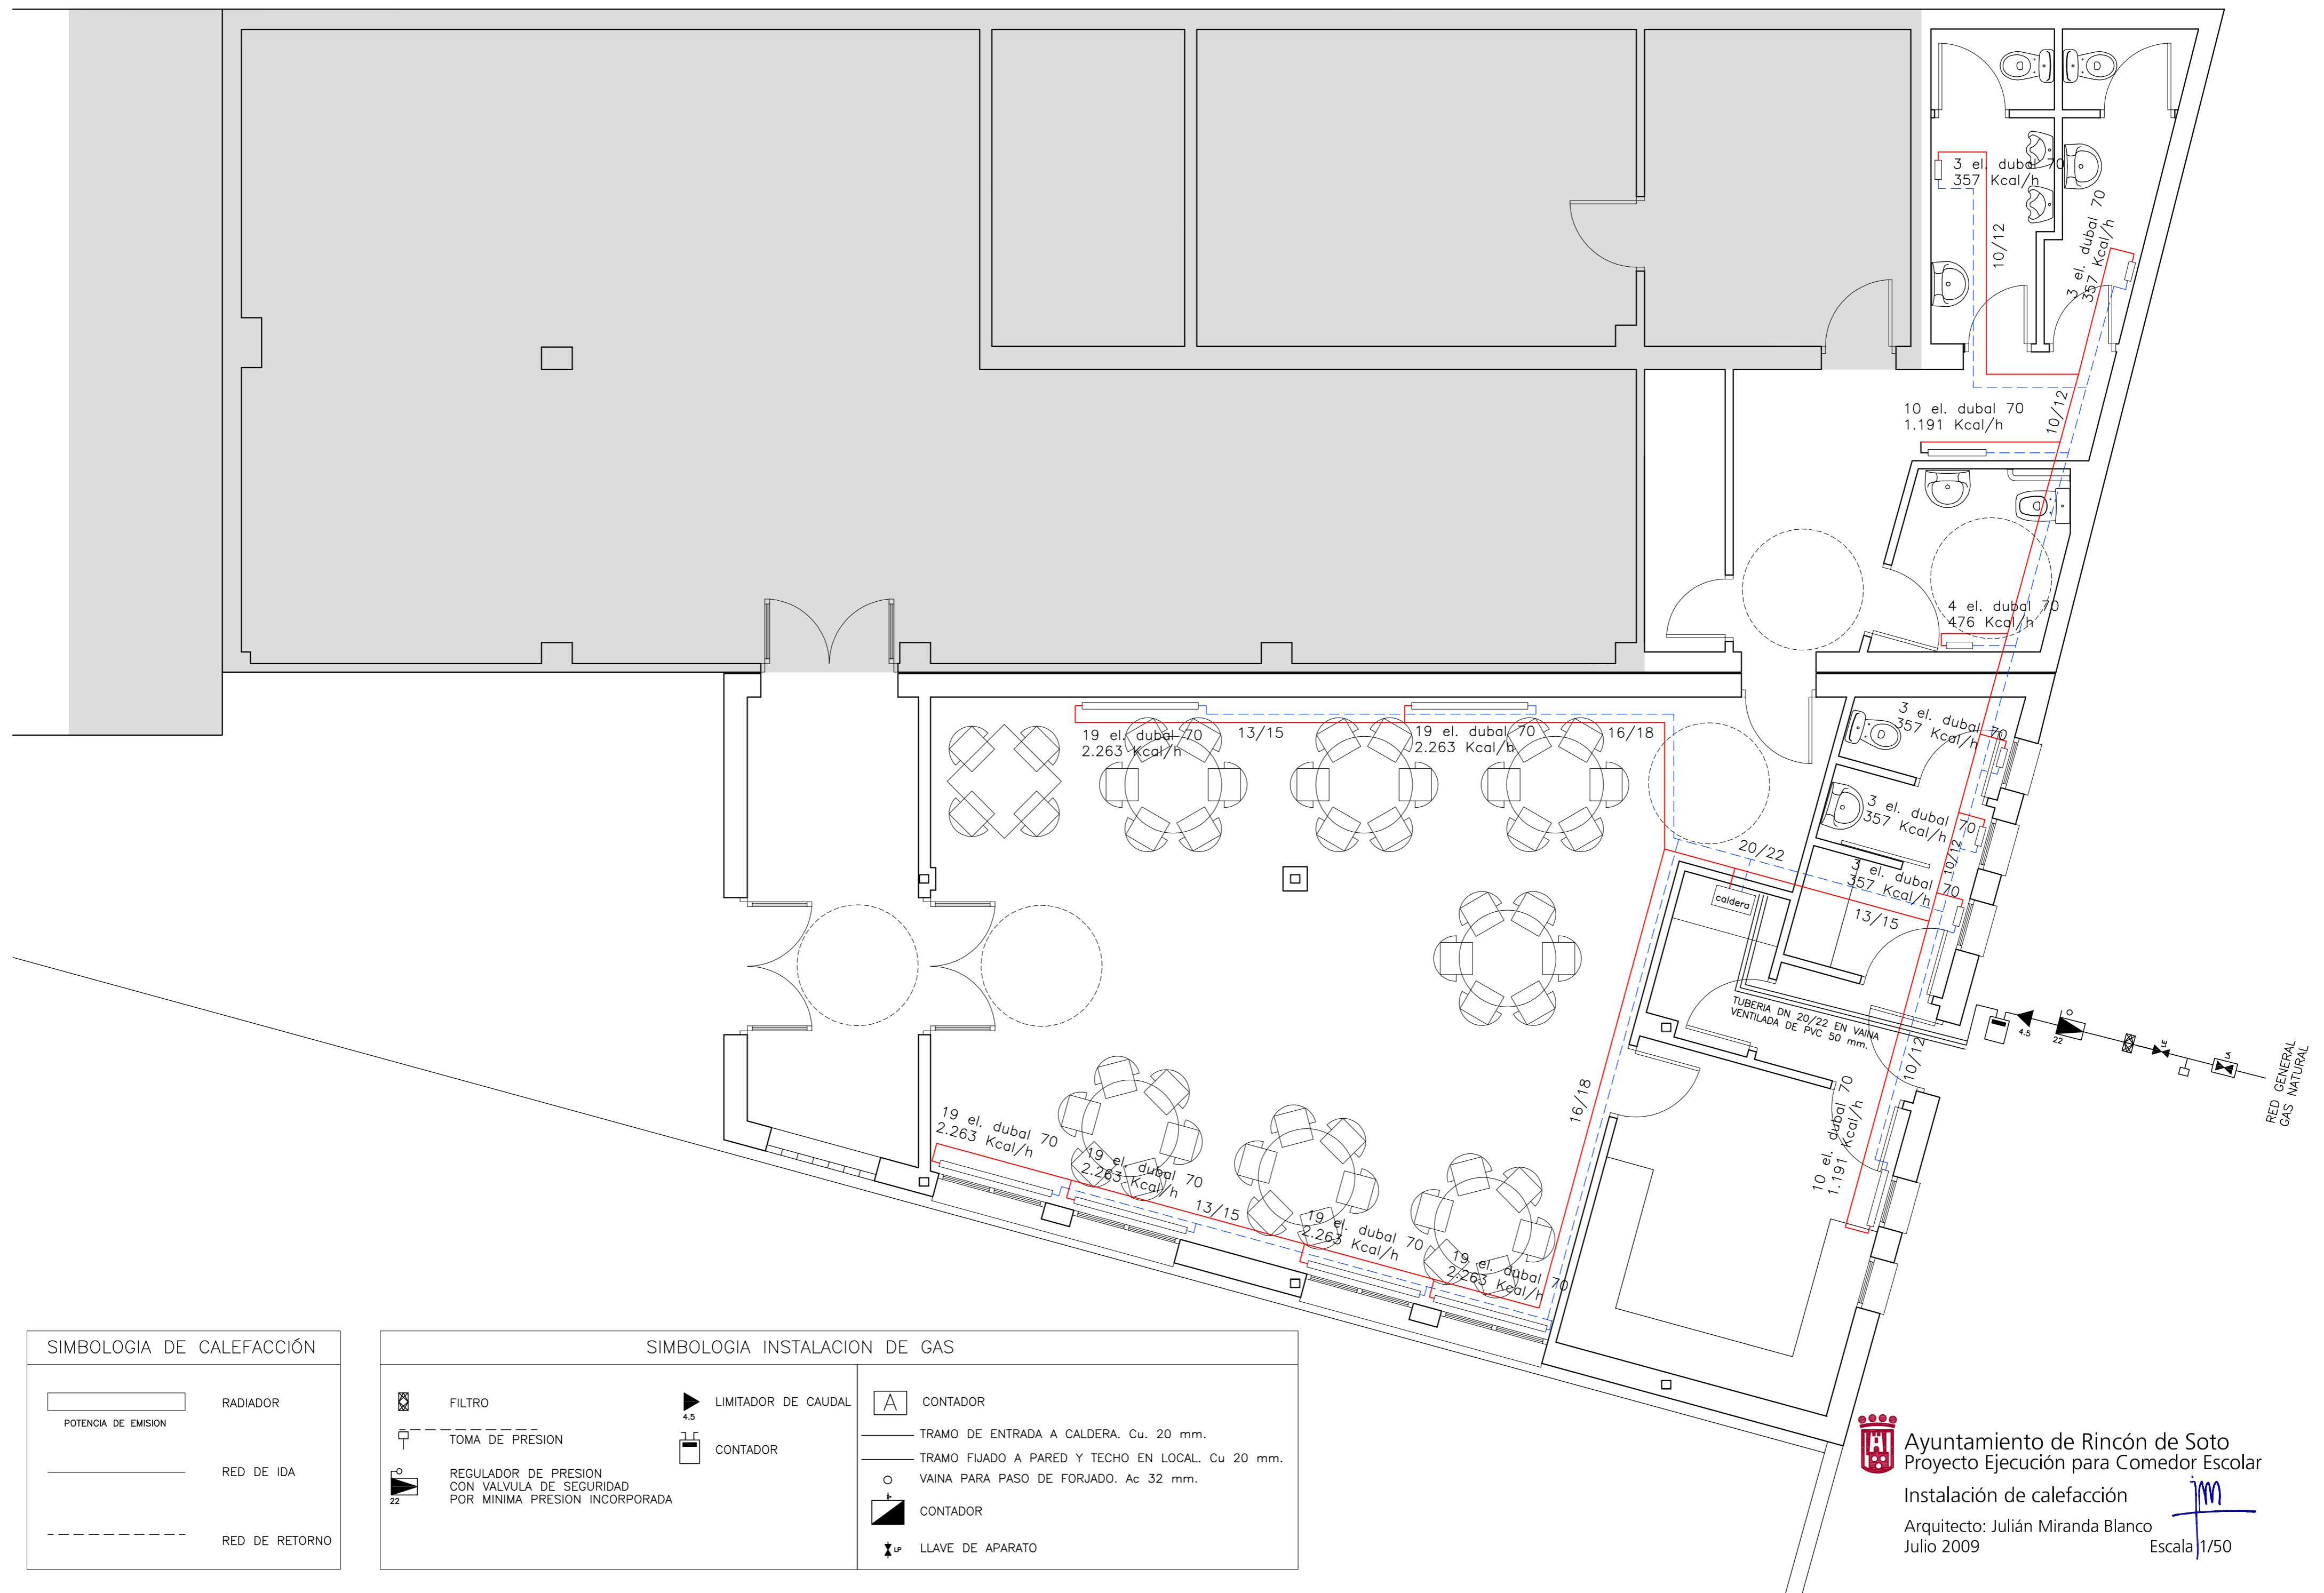 3 el. dubal 70
357 Kcal/h
3 el. dubal 70
357 Kcal/h
10/12
10 el. dubal 70
1.191 Kcal/h
10/12
4 el. dubal 70
476 Kcal/h
19 el. dubal 70
2.263 Kcal/h
13/15
19 el. dubal 70
2.263 Kcal/h
16/18
3 el. dubal 70
357 Kcal/h
3 el. dubal 70
357 Kcal/h
10/12
20/22
3 el. dubal 70
357 Kcal/h
caldera
13/15
TUBERIA DN 20/22 EN VAINA
VENTILADA DE PVC 50 mm.
10/12
4.5
22
LE
RED GENERAL
GAS NATURAL
16/18
10 el. dubal 70
1.191 Kcal/h
19 el. dubal 70
2.263 Kcal/h
19 el. dubal 70
2.263 Kcal/h
13/15
19 el. dubal 70
2.263 Kcal/h
19 el. dubal 70
2.263 Kcal/h
SIMBOLOGIA DE CALEFACCIÓN
RADIADOR
POTENCIA DE EMISION
RED DE IDA
RED DE RETORNO
SIMBOLOGIA INSTALACION DE GAS
FILTRO
TOMA DE PRESION
22
REGULADOR DE PRESION
CON VALVULA DE SEGURIDAD
POR MINIMA PRESION INCORPORADA
4.5
LIMITADOR DE CAUDAL
CONTADOR
A CONTADOR
TRAMO DE ENTRADA A CALDERA. Cu. 20 mm.
TRAMO FIJADO A PARED Y TECHO EN LOCAL. Cu 20 mm.
VAINA PARA PASO DE FORJADO. Ac 32 mm.
CONTADOR
LP LLAVE DE APARATO
Ayuntamiento de Rincón de Soto
Proyecto Ejecución para Comedor Escolar
Instalación de calefacción
jm
Arquitecto: Julián Miranda Blanco
Julio 2009
Escala 1/50